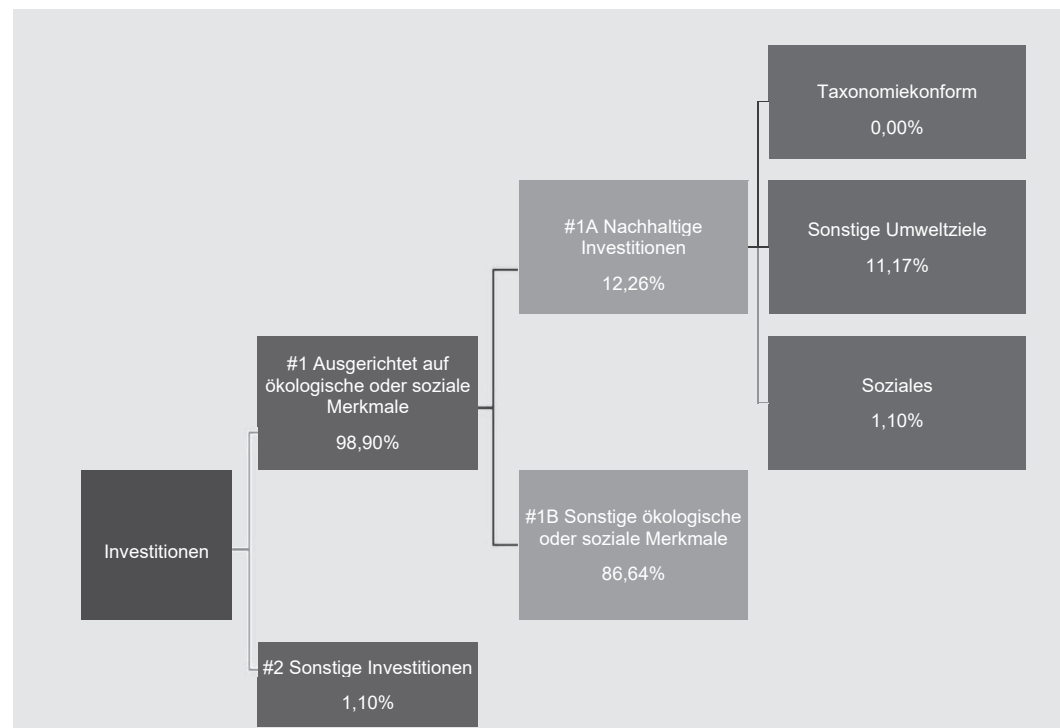 Taxonomiekonform
0,00%
#1A Nachhaltige
Investitionen
12,26%
Sonstige Umweltziele
11,17%
#1 Ausgerichtet auf
ökologische oder soziale
Merkmale
98,90%
Soziales
1,10%
Investitionen
#1B Sonstige ökologische
oder soziale Merkmale
86,64%
#2 Sonstige Investitionen
1,10%